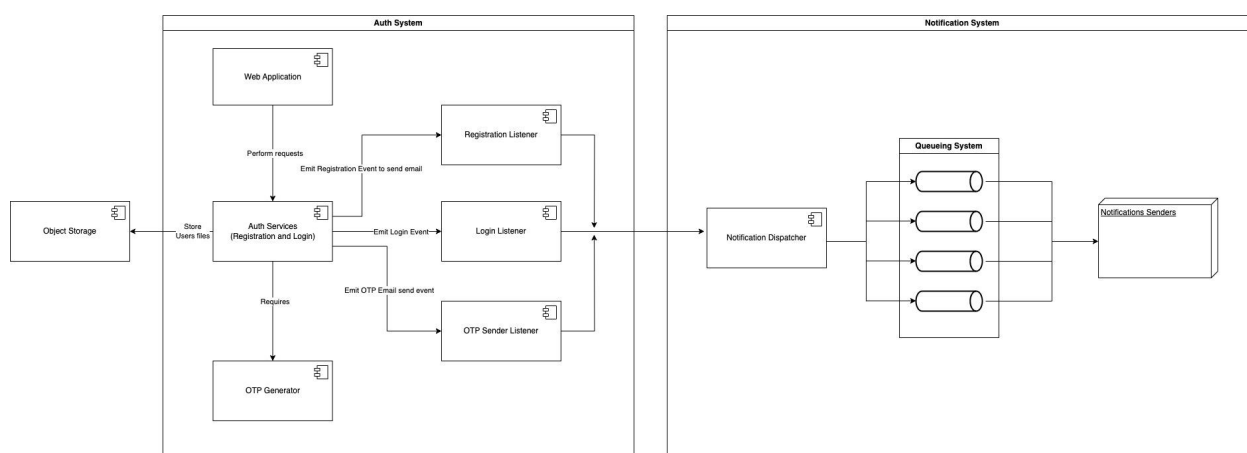 Auth System
Notification System
Web Application
Registration Listener
Perform requests
Emit Registration Event to send email
Queueing System
Object Storage
Store
Users files
Auth Services
(Registration and Login)
Emit Login Event
Login Listener
Notification Dispatcher
Notifications Senders
Emit OTP Email send event
Requires
OTP Sender Listener
OTP Generator